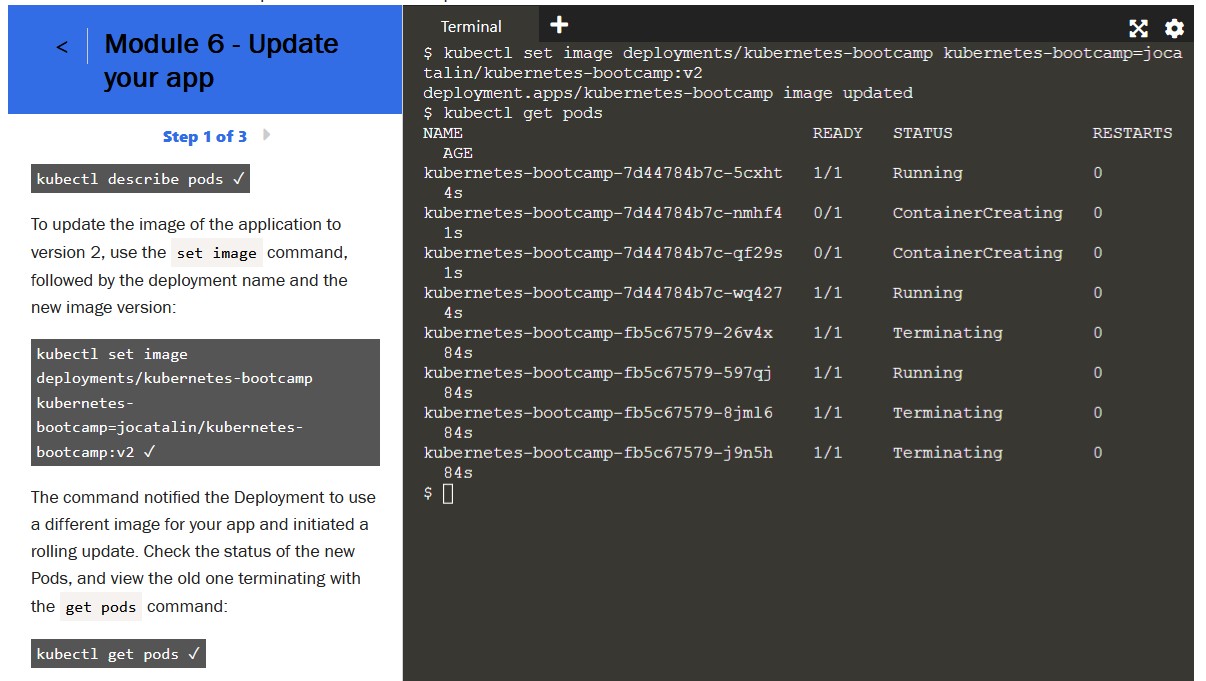 Module 6 - Update
your app
Step 1 of 3
kubectl describe pods ✓
To update the image of the application to
version 2, use the set image command,
followed by the deployment name and the
new image version:
kubectl set image
deployments/kubernetes-bootcamp
kubernetes-
bootcamp=jocatalin/kubernetes-
bootcamp:v2 ✓
The command notified the Deployment to use
a different image for your app and initiated a
rolling update. Check the status of the new
Pods, and view the old one terminating with
the get pods command:
kubectl get pods ✓
Terminal
$ kubectl set image deployments/kubernetes-bootcamp kubernetes-bootcamp=joca
talin/kubernetes-bootcamp:v2
deployment.apps/kubernetes-bootcamp image updated
$ kubectl get pods
NAME READY STATUS RESTARTS
AGE
kubernetes-bootcamp-7d44784b7c-5cxht 1/1 Running 0
4s
kubernetes-bootcamp-7d44784b7c-nmhf4 0/1 ContainerCreating 0
1s
kubernetes-bootcamp-7d44784b7c-qf29s 0/1 ContainerCreating 0
1s
kubernetes-bootcamp-7d44784b7c-wq427 1/1 Running 0
4s
kubernetes-bootcamp-fb5c67579-26v4x 1/1 Terminating 0
84s
kubernetes-bootcamp-fb5c67579-597qj 1/1 Running 0
84s
kubernetes-bootcamp-fb5c67579-8jml6 1/1 Terminating 0
84s
kubernetes-bootcamp-fb5c67579-j9n5h 1/1 Terminating 0
84s
$